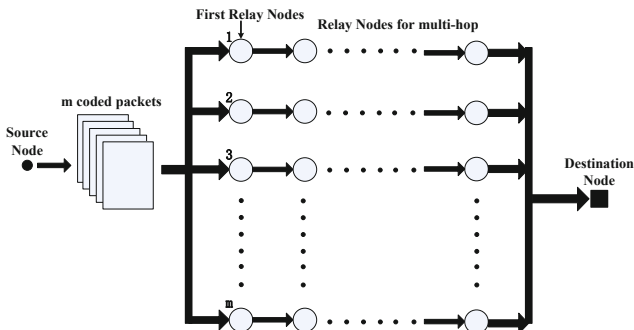 First Relay Nodes
Relay Nodes for multi-hop
1
m coded packets
2
Source
Node
3
Destination
Node
m